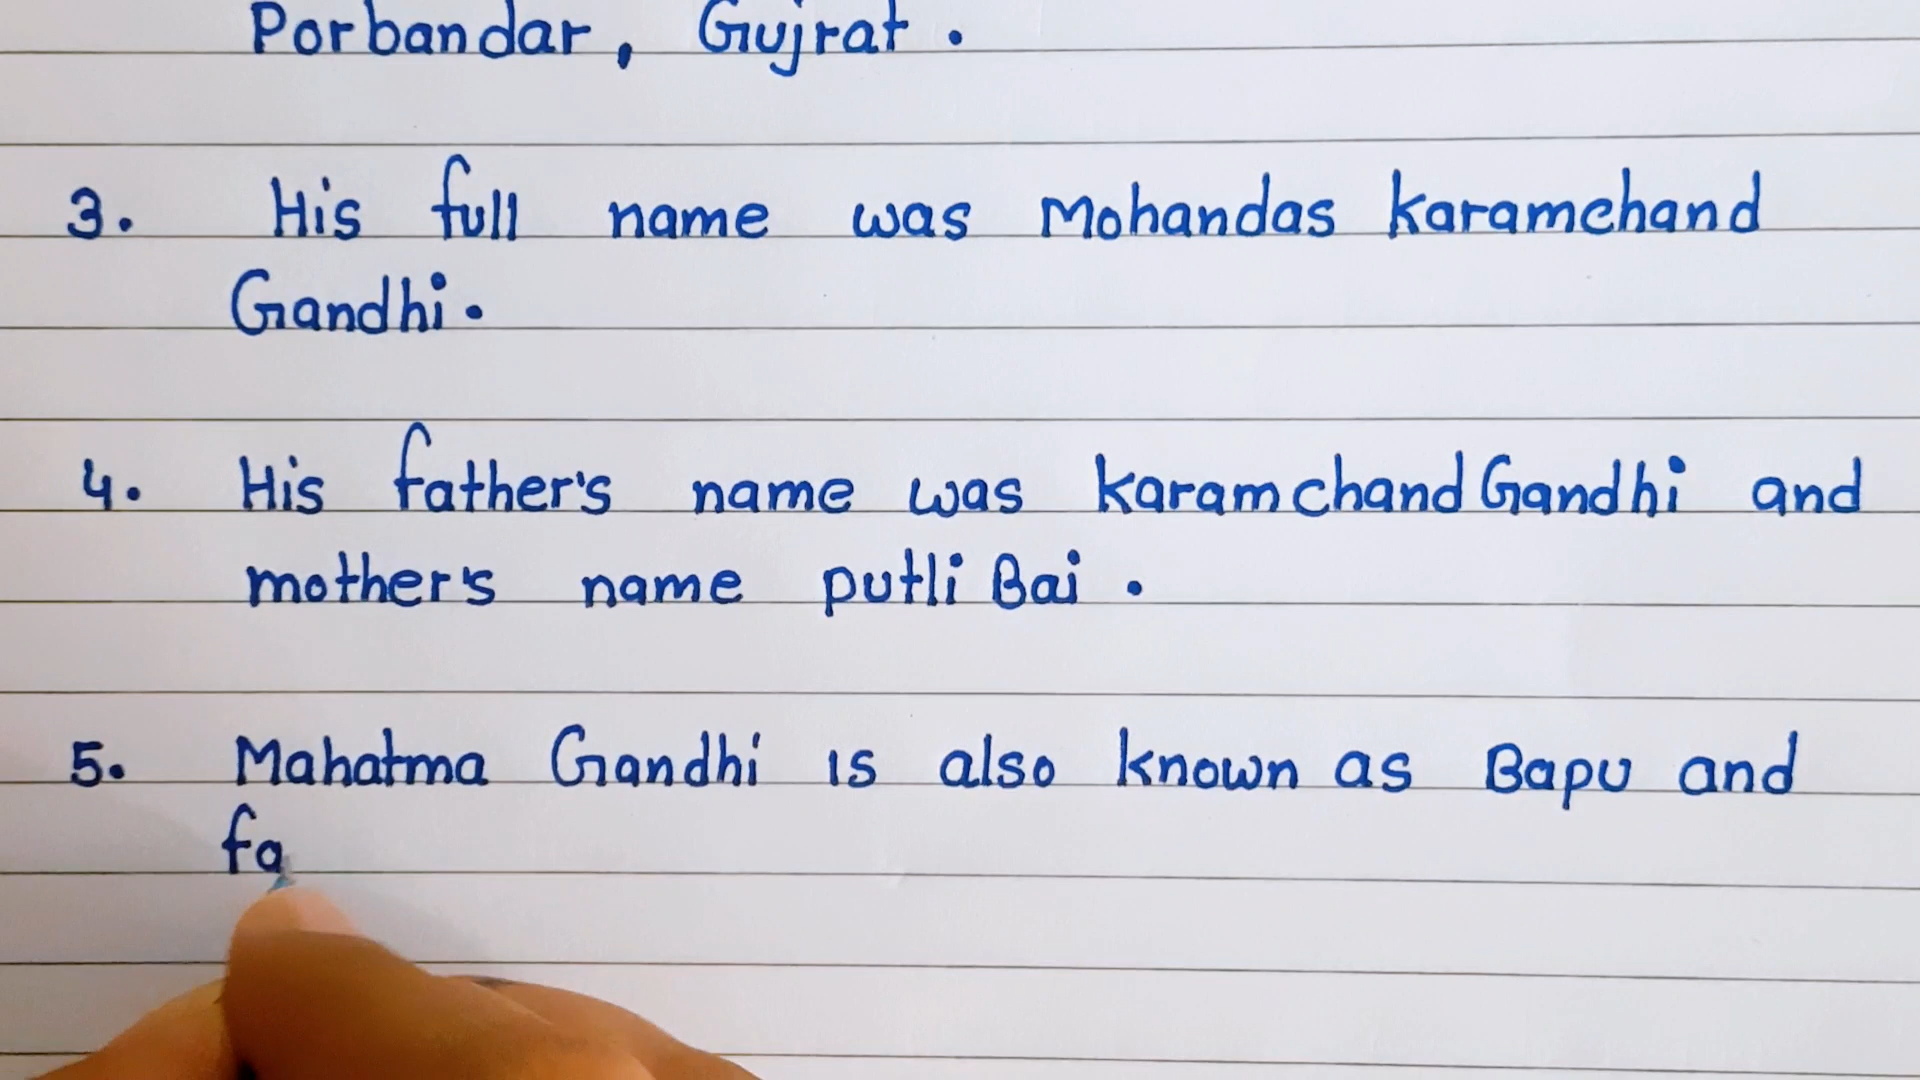 Porbandar, Gujrat.
3. His full name was Mohandas karamchand
Gandhi.
4. His father's name was karamchand Gandhi and
mother's name putli Bai.
5. Mahatma Gandhi is also known as Bapu and
fa